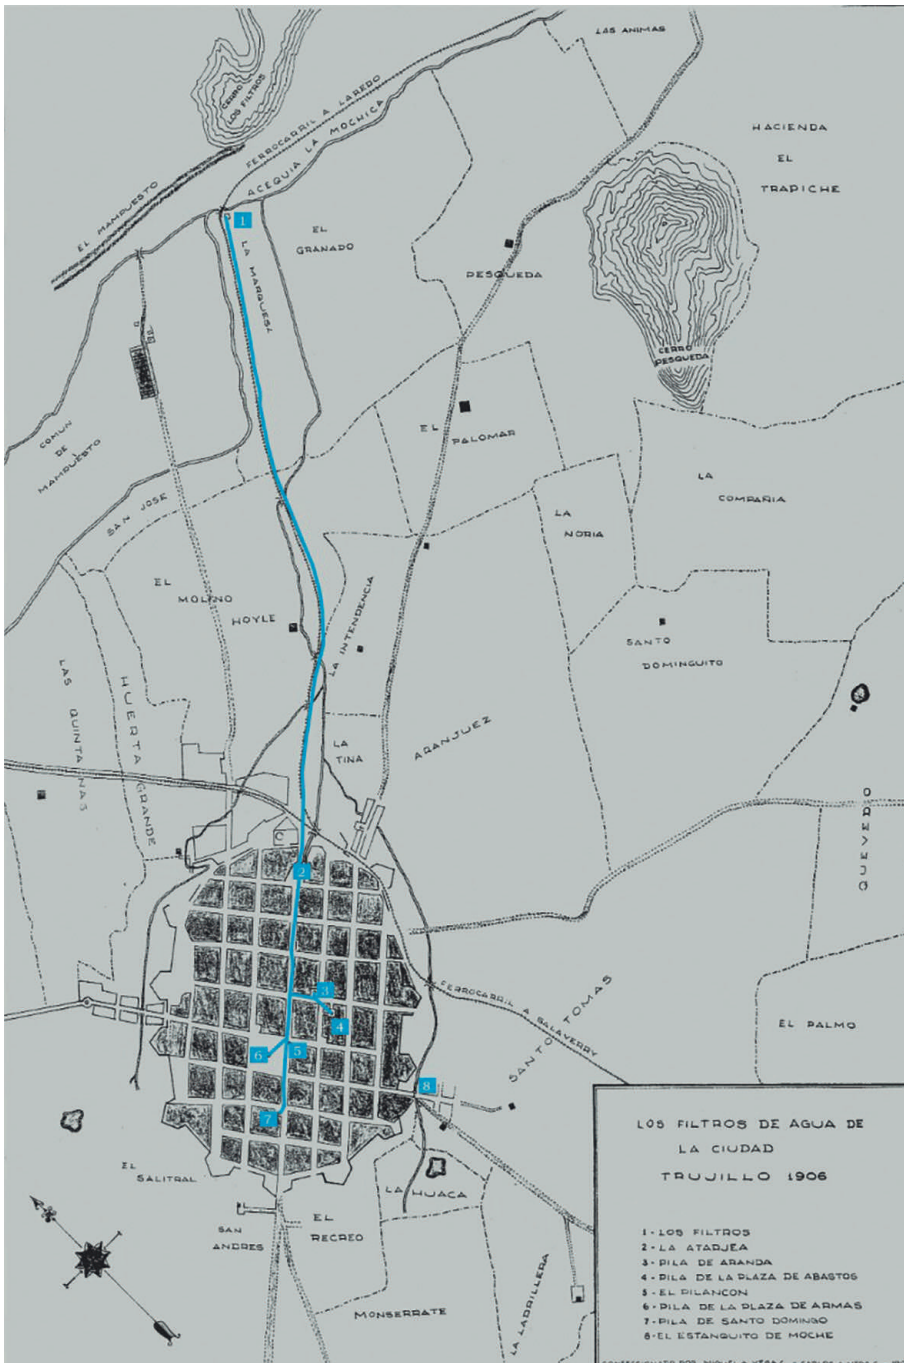 LAS ANIMAS
CERRO
LOS FILTROS
FERROCARRIL A LAREDO
ACEQUIA LA MOCHICA
HACIENDA
EL
TRAPICHE
EL MAMPUESTO
1
EL
GRANADO
LA MARQUESA
PESQUEDA
CERRO
PESQUEDA
COMUN
DE
MAMPUESTO
EL
PALOMAR
LA
COMPAÑIA
SAN JOSE
LA
NORIA
EL
MOLINO
HOYLE
LA INTENDENCIA
SANTO
DOMINGUITO
LAS QUINTANAS
HUERTA GRANDE
LA
TINA
ARANJUEZ
2
3
4
5
6
7
8
FERROCARRIL A SALAVERRY
SANTO TOMAS
EL PALMO
EL
SALITRAL
SAN
ANDRES
EL
RECREO
LA HUACA
MONSERRATE
LA LADRILLERA
LOS FILTROS DE AGUA DE
LA CIUDAD
TRUJILLO 1906
1 - LOS FILTROS
2 - LA ATARJEA
3 - PILA DE ARANDA
4 - PILA DE LA PLAZA DE ABASTOS
5 - EL PILANCON
6 - PILA DE LA PLAZA DE ARMAS
7 - PILA DE SANTO DOMINGO
8 - EL ESTANQUITO DE MOCHE